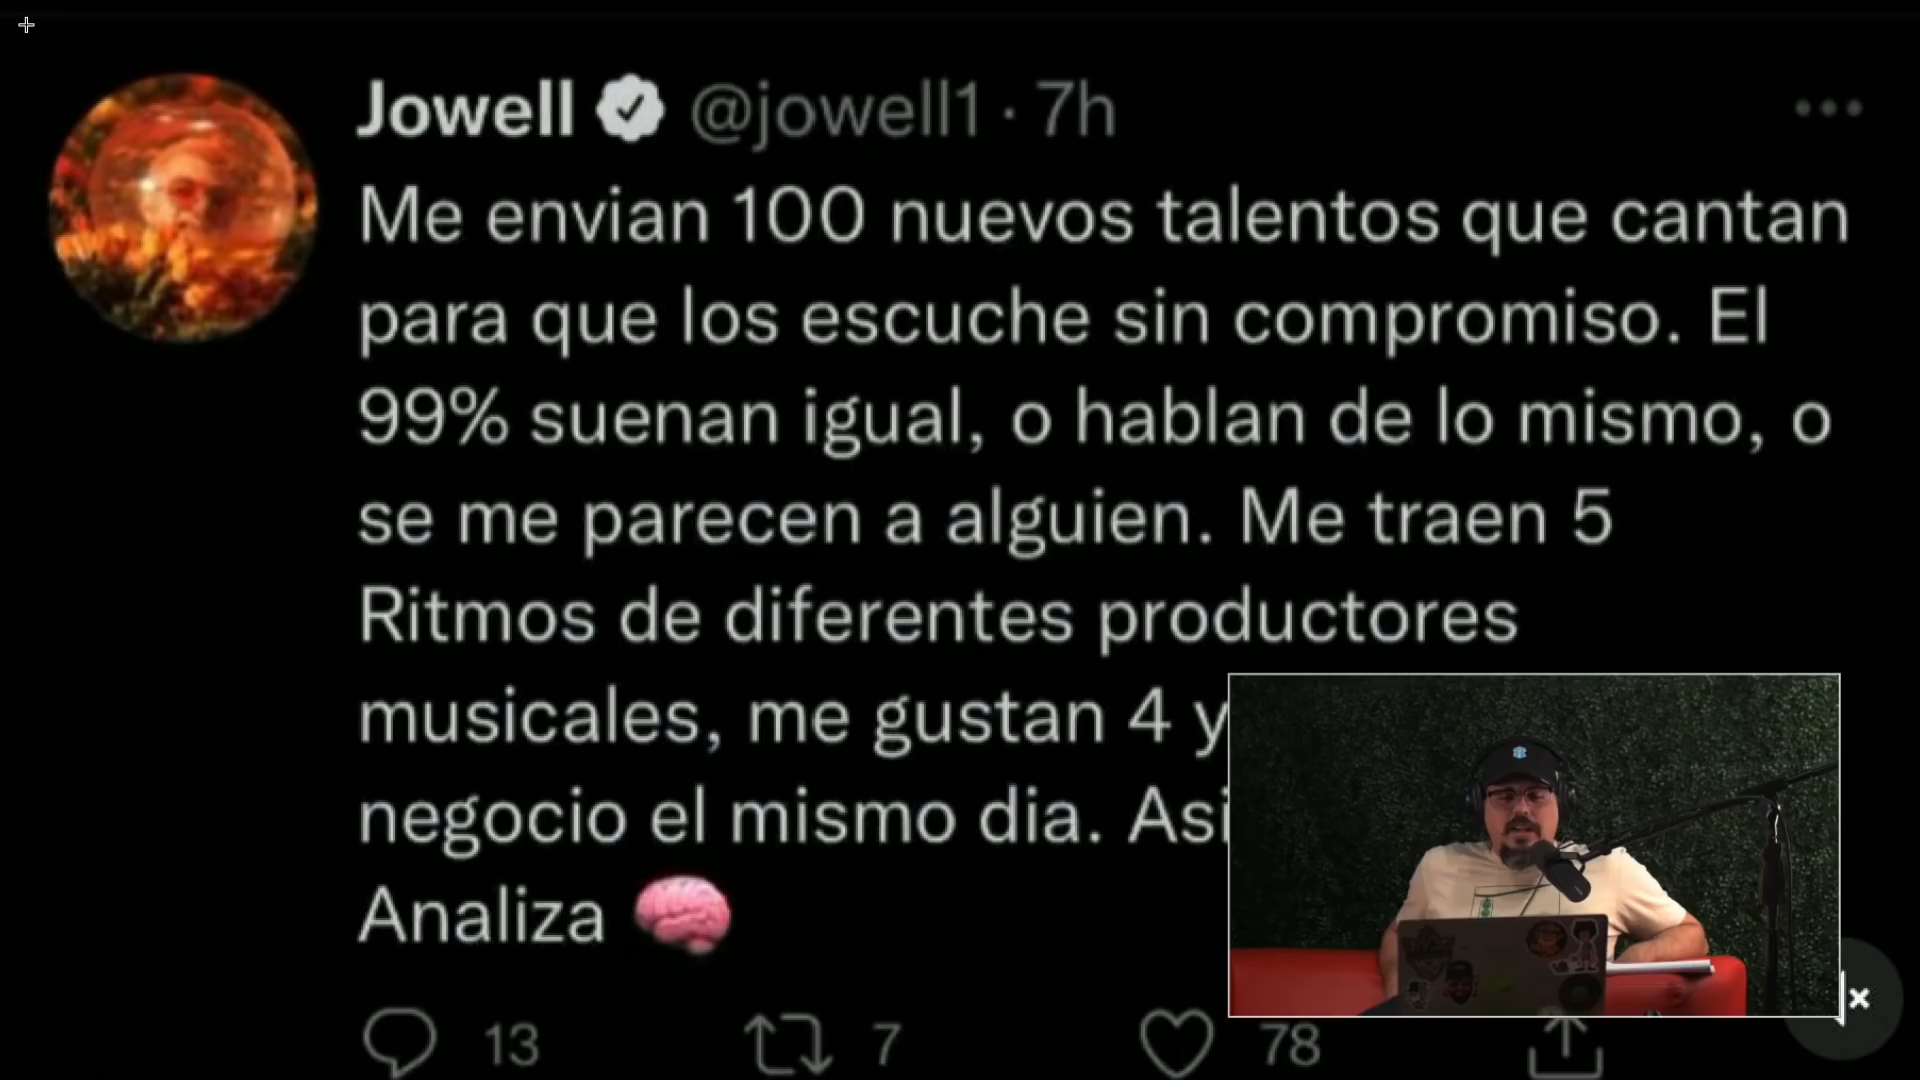 Jowell @jowell1 · 7h
Me envian 100 nuevos talentos que cantan
para que los escuche sin compromiso. El
99% suenan igual, o hablan de lo mismo, o
se me parecen a alguien. Me traen 5
Ritmos de diferentes productores
musicales, me gustan 4 y
negocio el mismo dia. Asi
Analiza 🧠
13 7 78